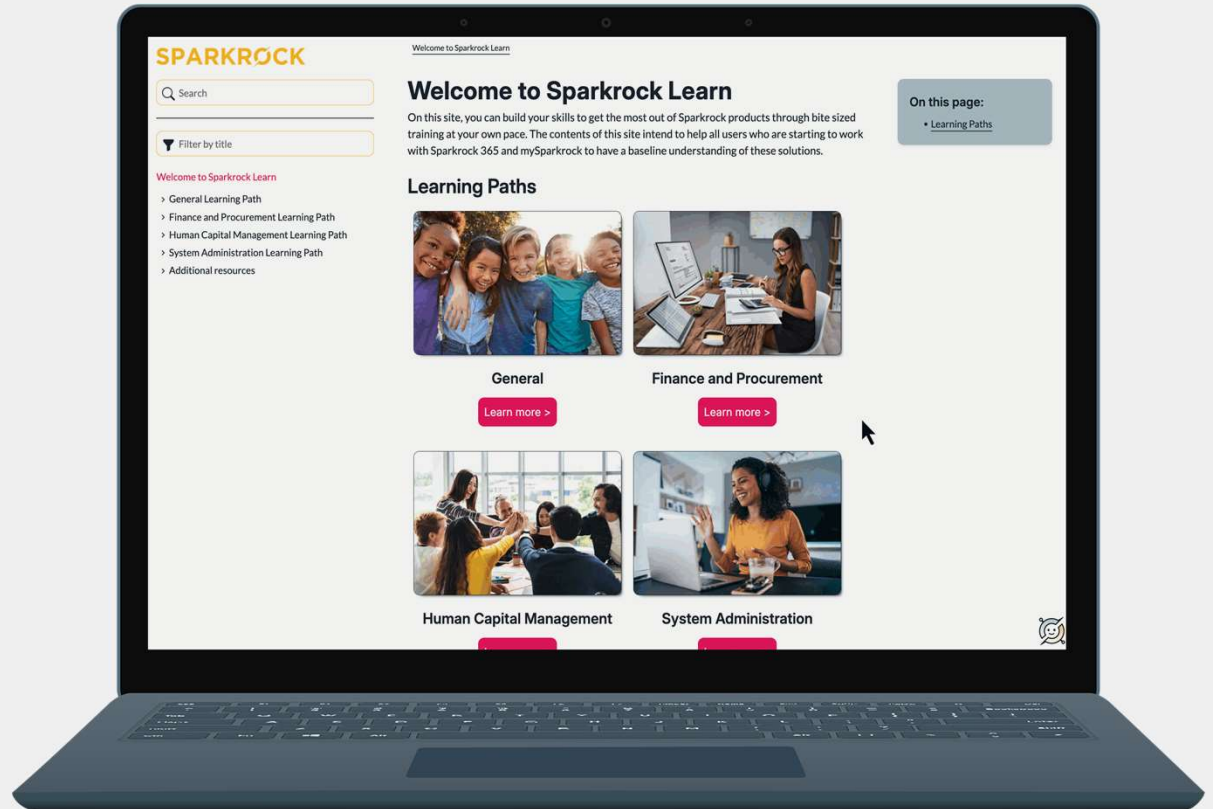 SPARKROCK
Search
Filter by title
Welcome to Sparkrock Learn
> General Learning Path
> Finance and Procurement Learning Path
> Human Capital Management Learning Path
> System Administration Learning Path
> Additional resources
Welcome to Sparkrock Learn
Welcome to Sparkrock Learn
On this site, you can build your skills to get the most out of Sparkrock products through bite sized
training at your own pace. The contents of this site intend to help all users who are starting to work
with Sparkrock 365 and mySparkrock to have a baseline understanding of these solutions.
Learning Paths
General
Finance and Procurement
Learn more >
Learn more >
Human Capital Management
System Administration
On this page:
• Learning Paths